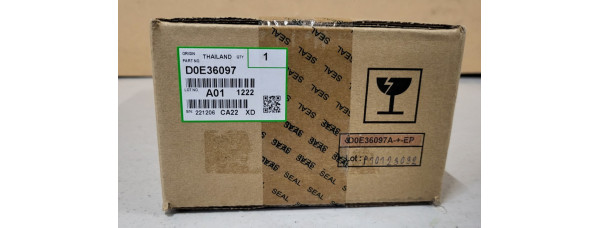 ORIGIN THAILAND QTY 1
PART NO.
D0E36097
LOT NO. A01 1222
221206 CA22 XD
SEAL SEAL SEAL
D0E36097A-+-EP
Lot: